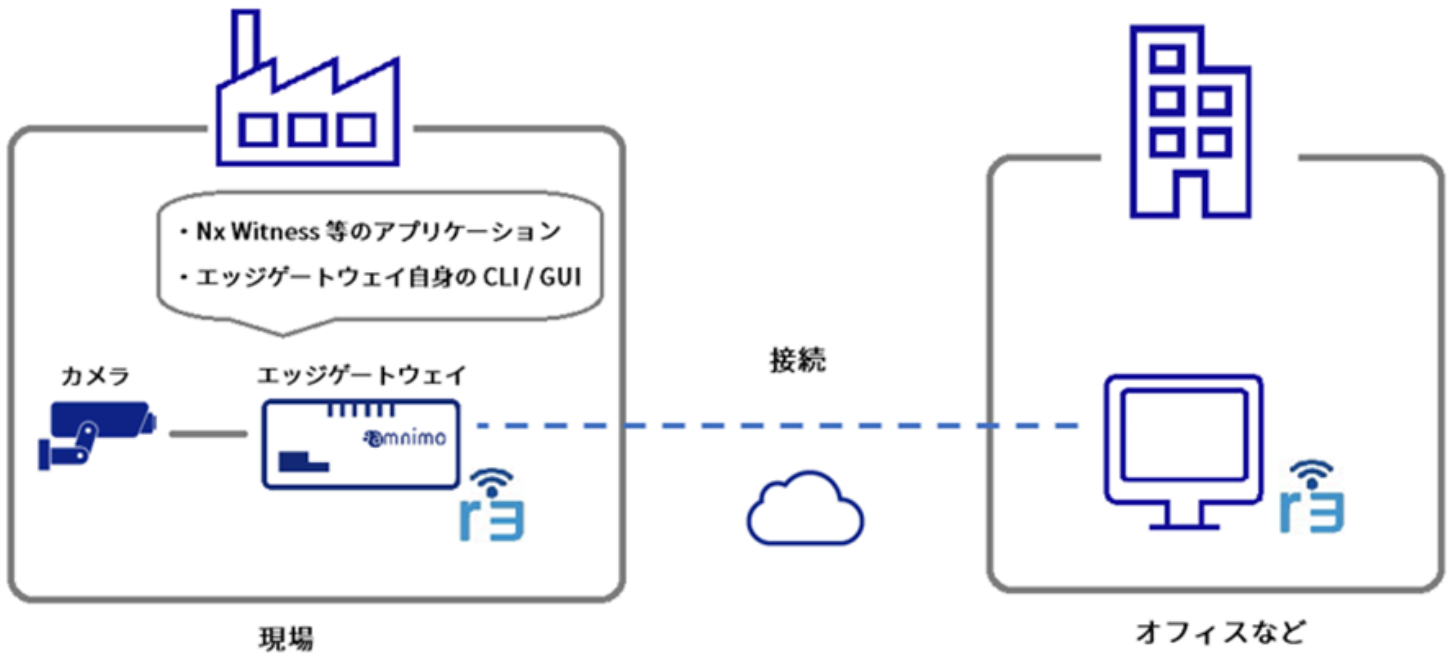 ・Nx Witness 等のアプリケーション
・エッジゲートウェイ自身の CLI / GUI
カメラ
エッジゲートウェイ
amnimo
r3
接続
r3
現場
オフィスなど